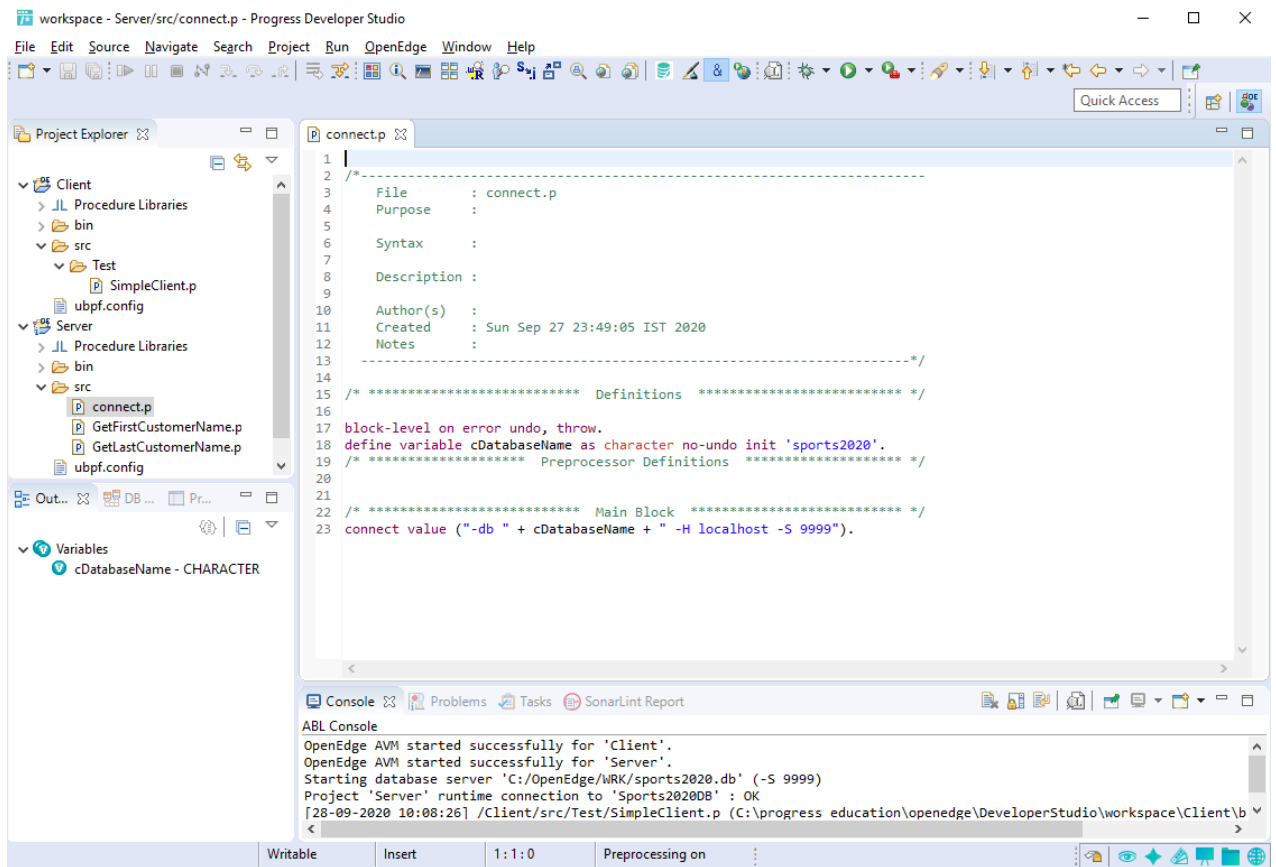 workspace - Server/src/connect.p - Progress Developer Studio
File Edit Source Navigate Search Project Run OpenEdge Window Help
Quick Access
Project Explorer
Client
Procedure Libraries
bin
src
Test
SimpleClient.p
ubpf.config
Server
Procedure Libraries
bin
src
connect.p
GetFirstCustomerName.p
GetLastCustomerName.p
ubpf.config
Out... DB ... Pr...
Variables
cDatabaseName - CHARACTER
connect.p
1
2 /*------------------------------------------------------------------------
3 File : connect.p
4 Purpose :
5
6 Syntax :
7
8 Description :
9
10 Author(s) :
11 Created : Sun Sep 27 23:49:05 IST 2020
12 Notes :
13 ----------------------------------------------------------------------*/
14
15 /* *************************** Definitions ************************** */
16
17 block-level on error undo, throw.
18 define variable cDatabaseName as character no-undo init 'sports2020'.
19 /* ******************** Preprocessor Definitions ******************** */
20
21
22 /* *************************** Main Block *************************** */
23 connect value ("-db " + cDatabaseName + " -H localhost -S 9999").
Console Problems Tasks SonarLint Report
ABL Console
OpenEdge AVM started successfully for 'Client'.
OpenEdge AVM started successfully for 'Server'.
Starting database server 'C:/OpenEdge/WRK/sports2020.db' (-S 9999)
Project 'Server' runtime connection to 'Sports2020DB' : OK
[28-09-2020 10:08:26] /Client/src/Test/SimpleClient.p (C:\progress education\openedge\DeveloperStudio\workspace\Client\b
Writable Insert 1:1:0 Preprocessing on